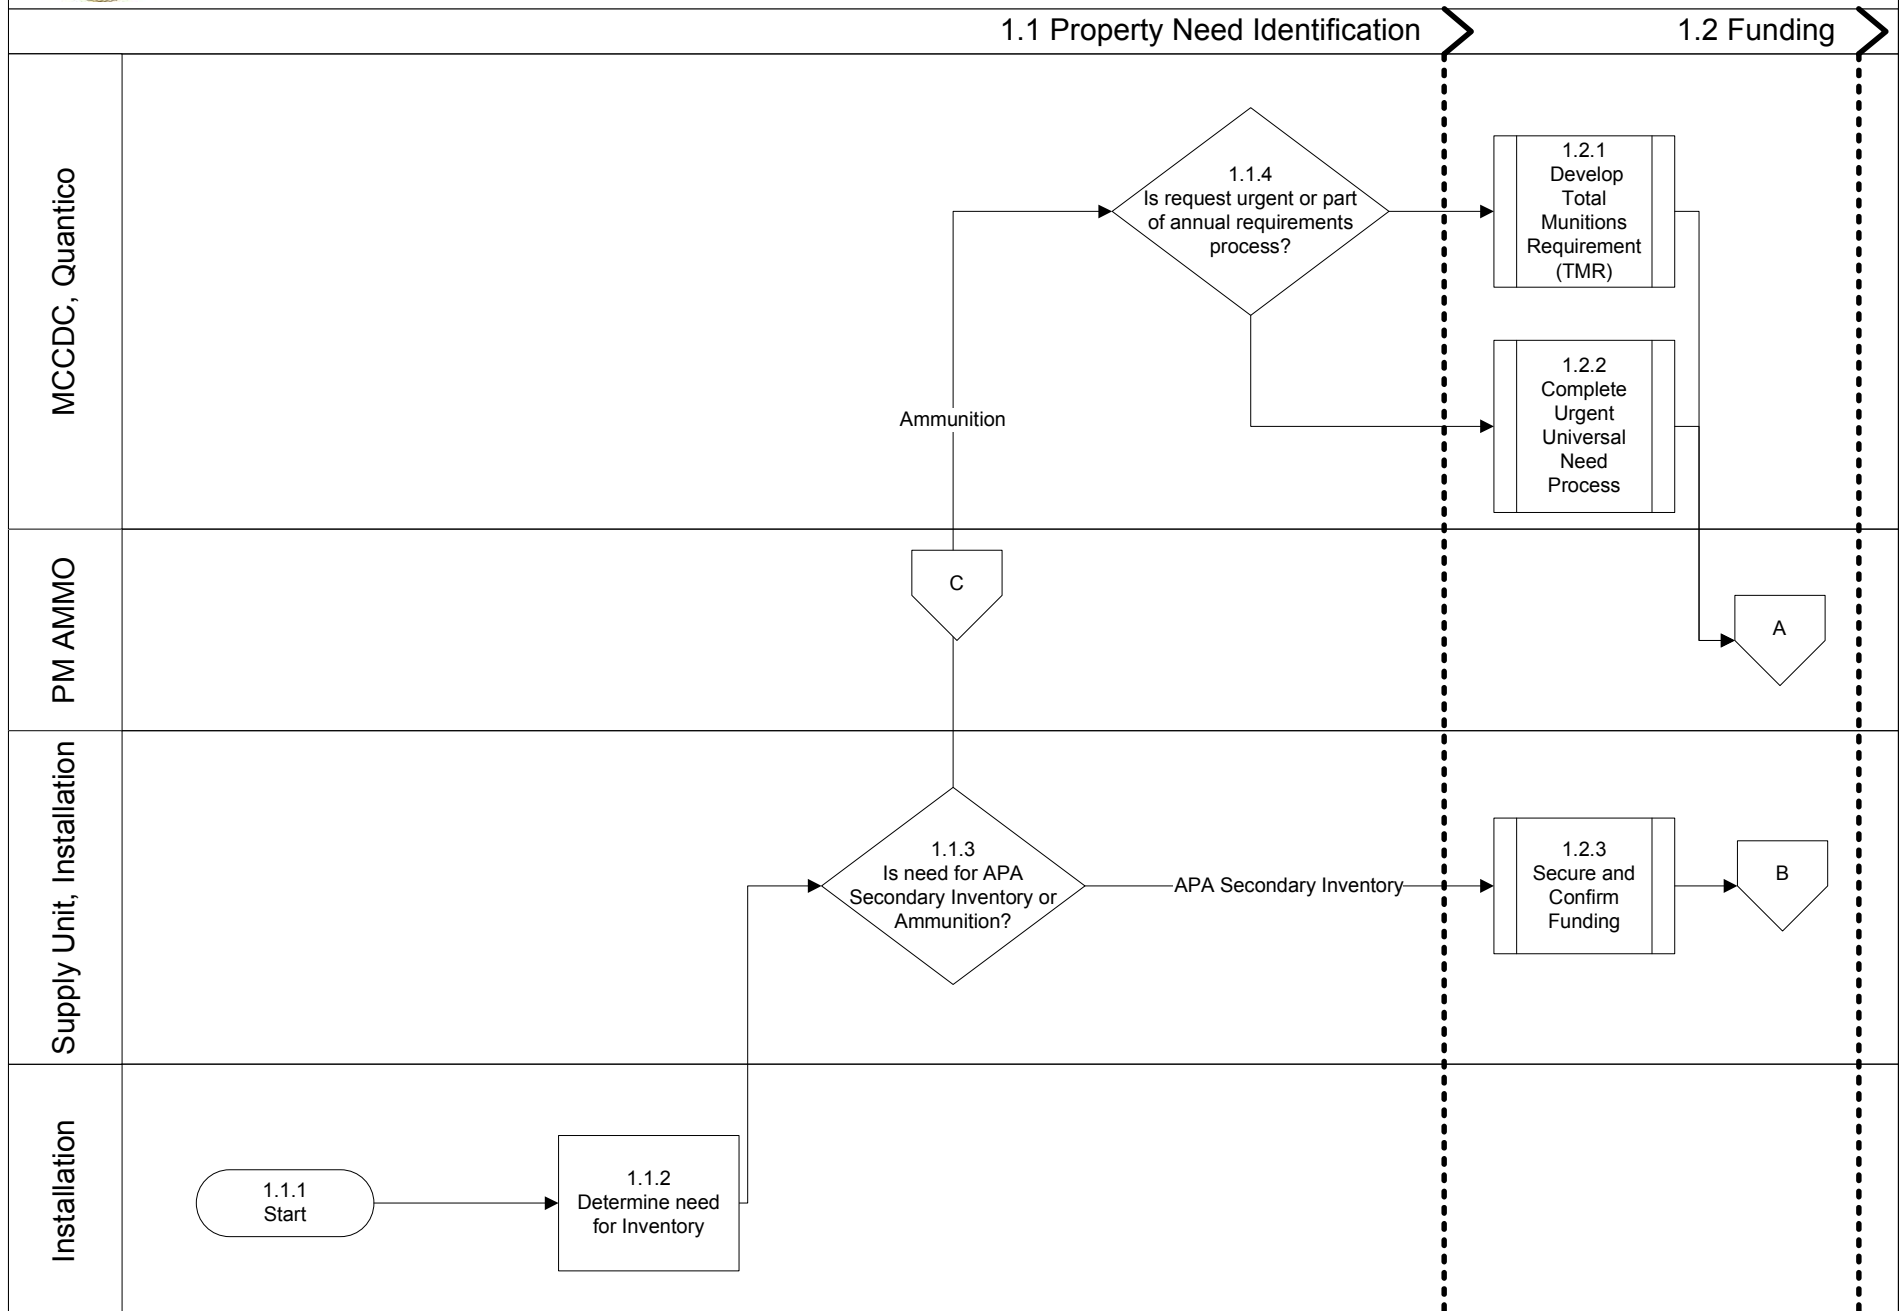 1.1 Property Need Identification
1.2 Funding
MCCDC, Quantico
1.1.4
Is request urgent or part
of annual requirements
process?
1.2.1
Develop
Total
Munitions
Requirement
(TMR)
1.2.2
Complete
Urgent
Universal
Need
Process
Ammunition
PM AMMO
C
A
Supply Unit, Installation
1.1.3
Is need for APA
Secondary Inventory or
Ammunition?
APA Secondary Inventory
1.2.3
Secure and
Confirm
Funding
B
Installation
1.1.1
Start
1.1.2
Determine need
for Inventory